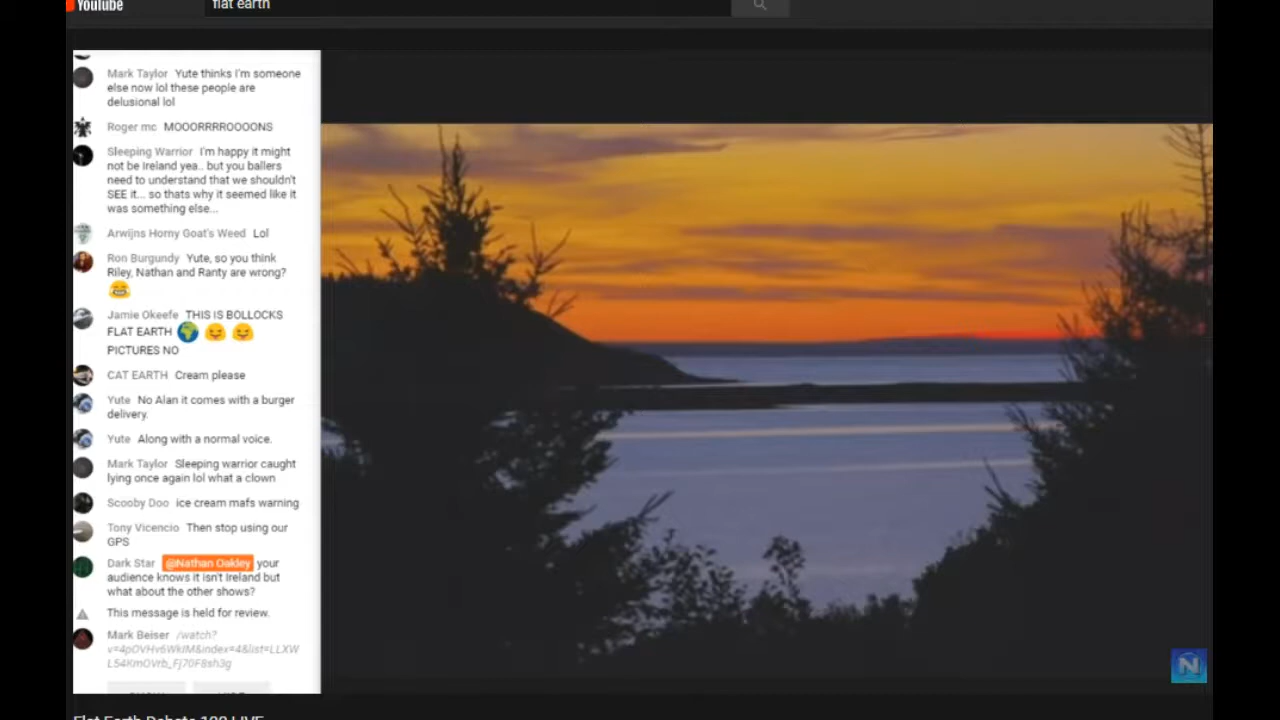 YouTube
flat earth
Mark Taylor Yute thinks I'm someone
else now lol these people are
delusional lol
Roger mc MOOORRRROOONS
Sleeping Warrior I'm happy it might
not be Ireland yea.. but you ballers
need to understand that we shouldn't
SEE it... so thats why it seemed like it
was something else...
Arwijns Horny Goat's Weed Lol
Ron Burgundy Yute, so you think
Riley, Nathan and Ranty are wrong?
Jamie Okeefe THIS IS BOLLOCKS
FLAT EARTH
PICTURES NO
CAT EARTH Cream please
Yute No Alan it comes with a burger
delivery.
Yute Along with a normal voice.
Mark Taylor Sleeping warrior caught
lying once again lol what a clown
Scooby Doo ice cream mafs warning
Tony Vicencio Then stop using our
GPS
Dark Star @Nathan Oakley your
audience knows it isn't Ireland but
what about the other shows?
This message is held for review.
Mark Beiser /watch?
N